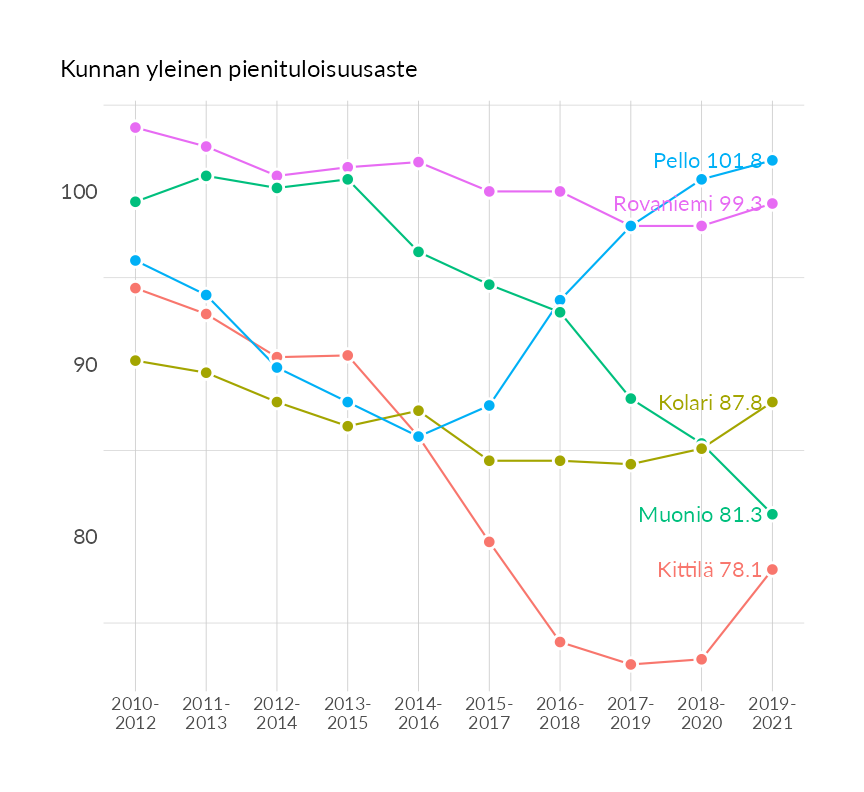 Kunnan yleinen pienituloisuusaste
Pello 101.8
100
Rovaniemi 99.3
90
Kolari 87.8
Muonio 81.3
80
Kittilä 78.1
2010- 2011- 2012- 2013- 2014- 2015- 2016- 2017- 2018- 2019-
2012 2013 2014 2015 2016 2017 2018 2019 2020 2021